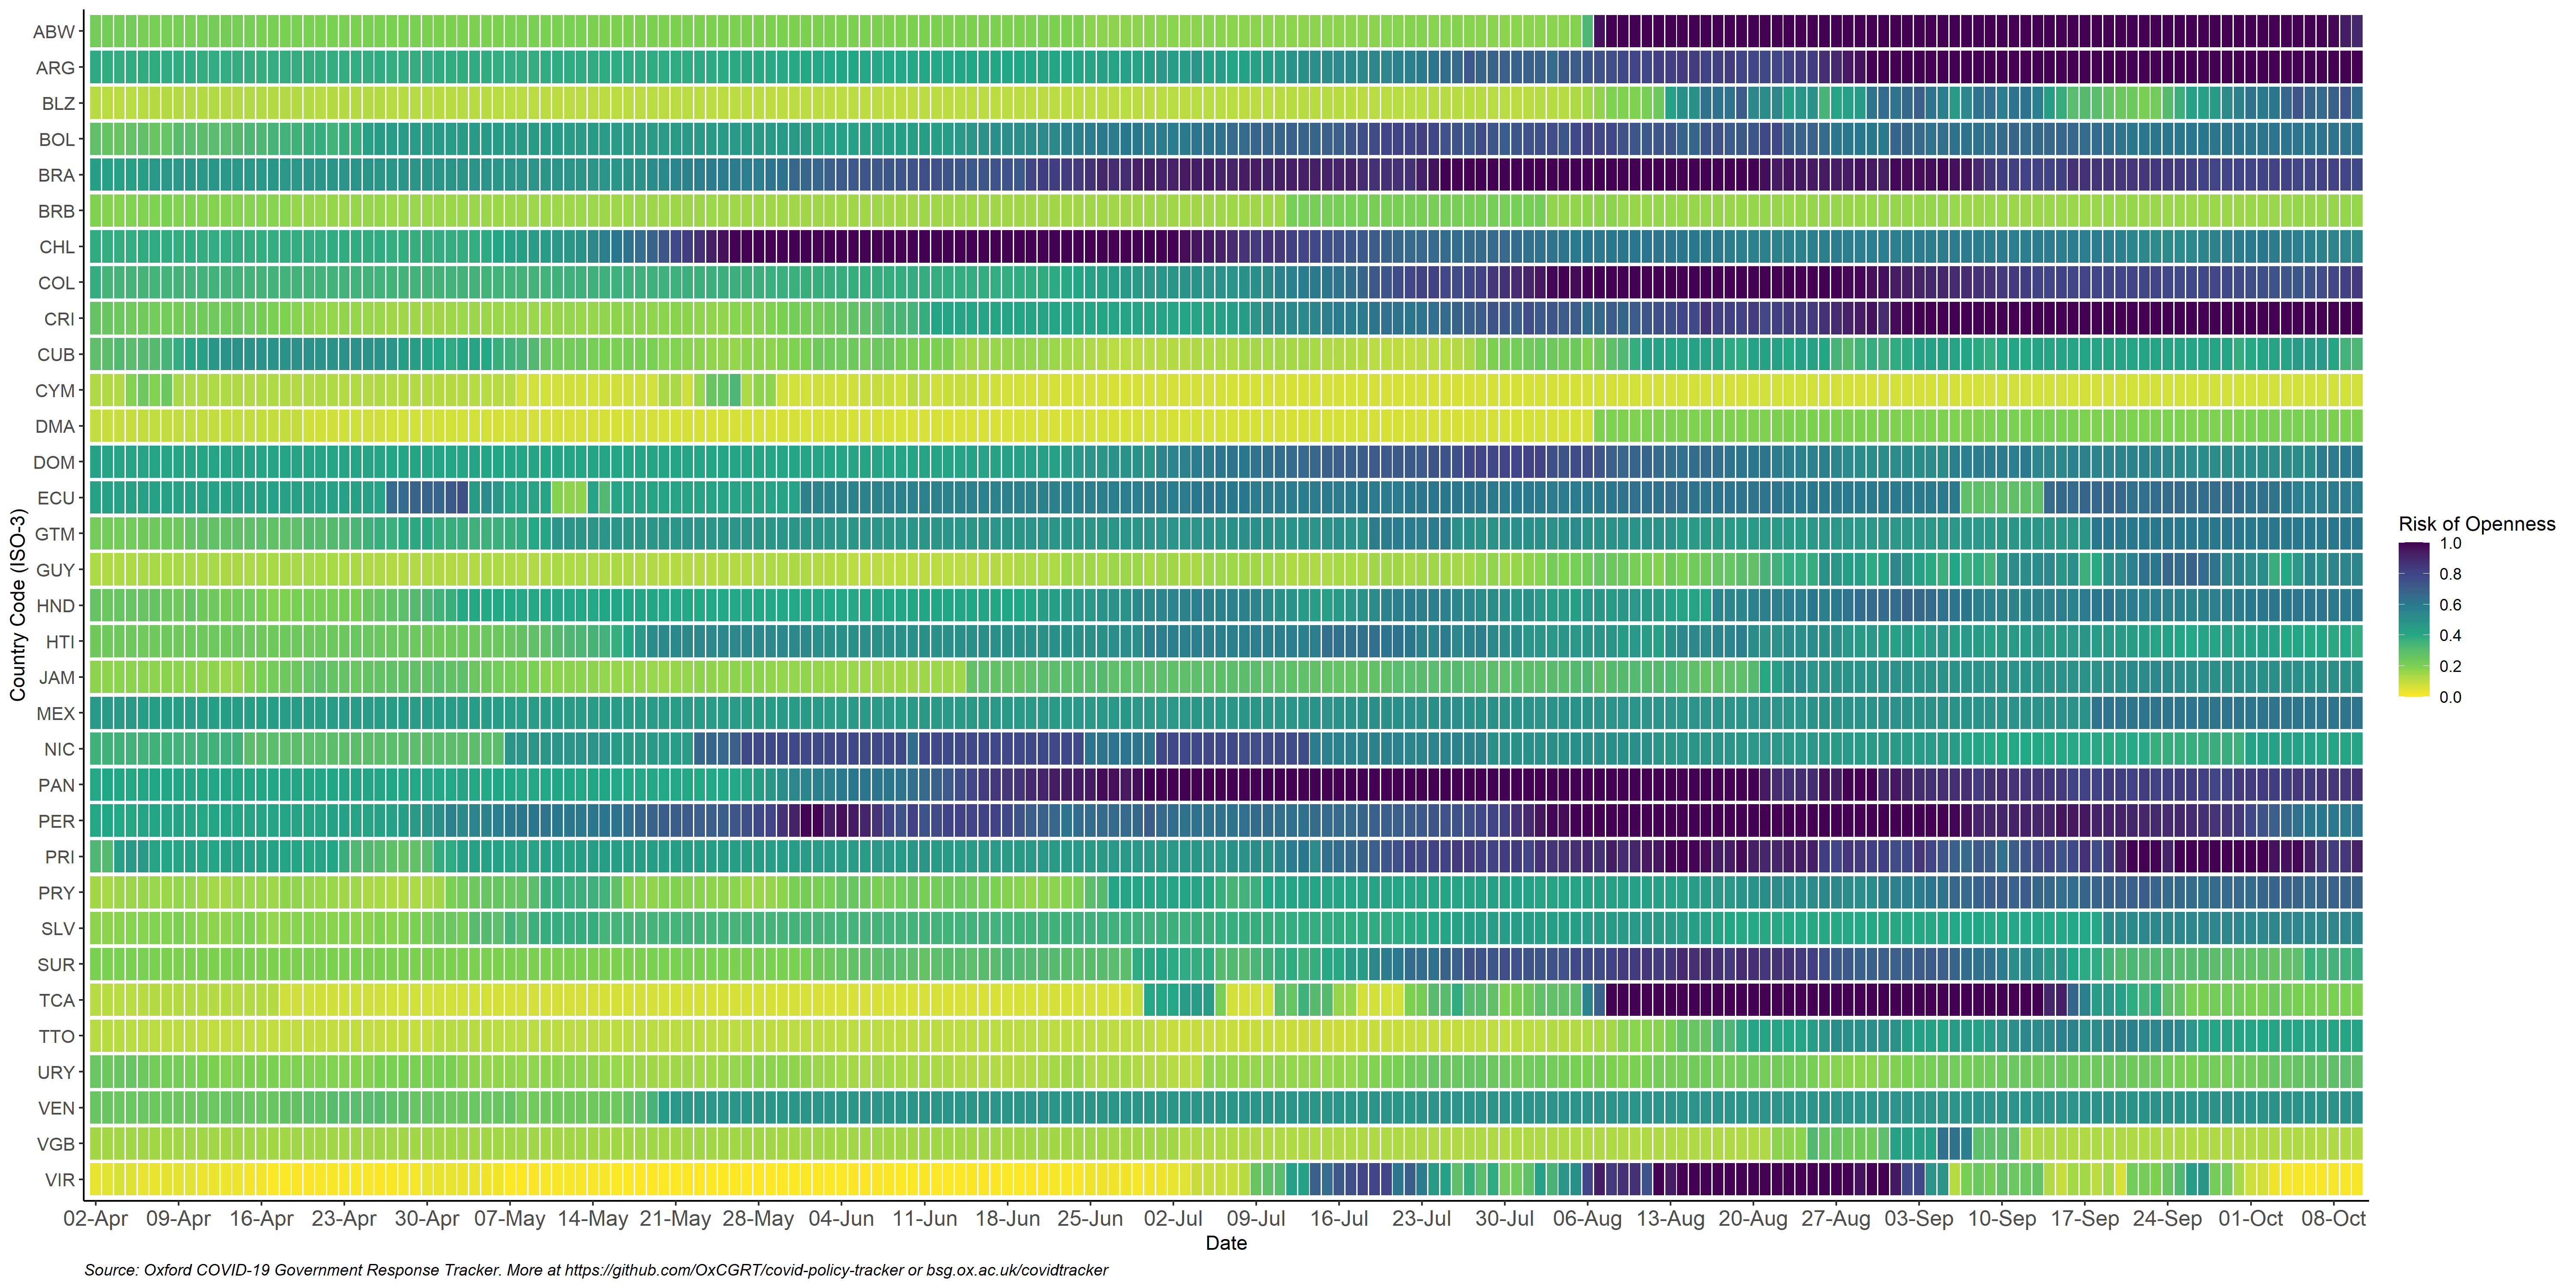 ABW
ARG
BLZ
BOL
BRA
BRB
CHL
COL
CRI
CUB
CYM
DMA
DOM
ECU
GTM
GUY
HND
HTI
JAM
MEX
NIC
PAN
PER
PRI
PRY
SLV
SUR
TCA
TTO
URY
VEN
VGB
VIR
Country Code (ISO-3)
02-Apr 09-Apr 16-Apr 23-Apr 30-Apr 07-May 14-May 21-May 28-May 04-Jun 11-Jun 18-Jun 25-Jun 02-Jul 09-Jul 16-Jul 23-Jul 30-Jul 06-Aug 13-Aug 20-Aug 27-Aug 03-Sep 10-Sep 17-Sep 24-Sep 01-Oct 08-Oct
Date
Risk of Openness
1.0
0.8
0.6
0.4
0.2
0.0
Source: Oxford COVID-19 Government Response Tracker. More at https://github.com/OxCGRT/covid-policy-tracker or bsg.ox.ac.uk/covidtracker